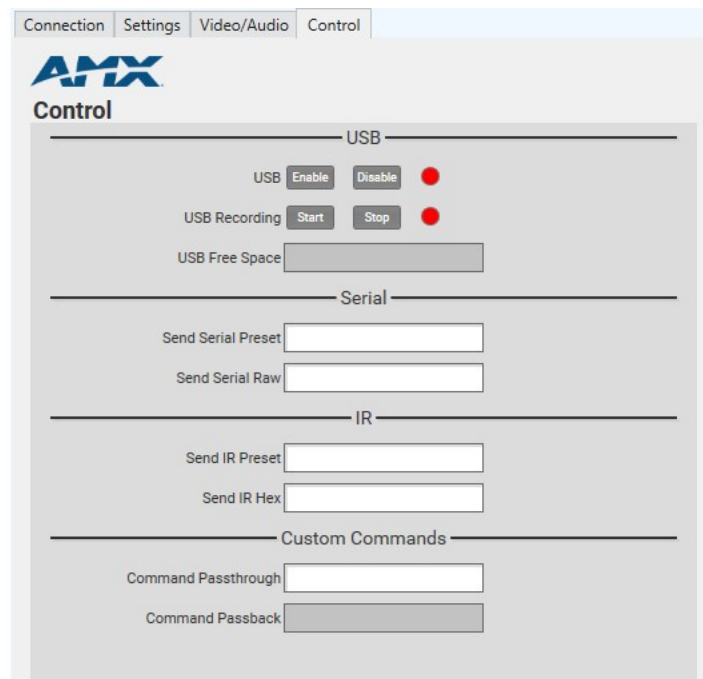 Connection Settings Video/Audio Control
AMX
Control
USB
USB Enable Disable
USB Recording Start Stop
USB Free Space
Serial
Send Serial Preset
Send Serial Raw
IR
Send IR Preset
Send IR Hex
Custom Commands
Command Passthrough
Command Passback